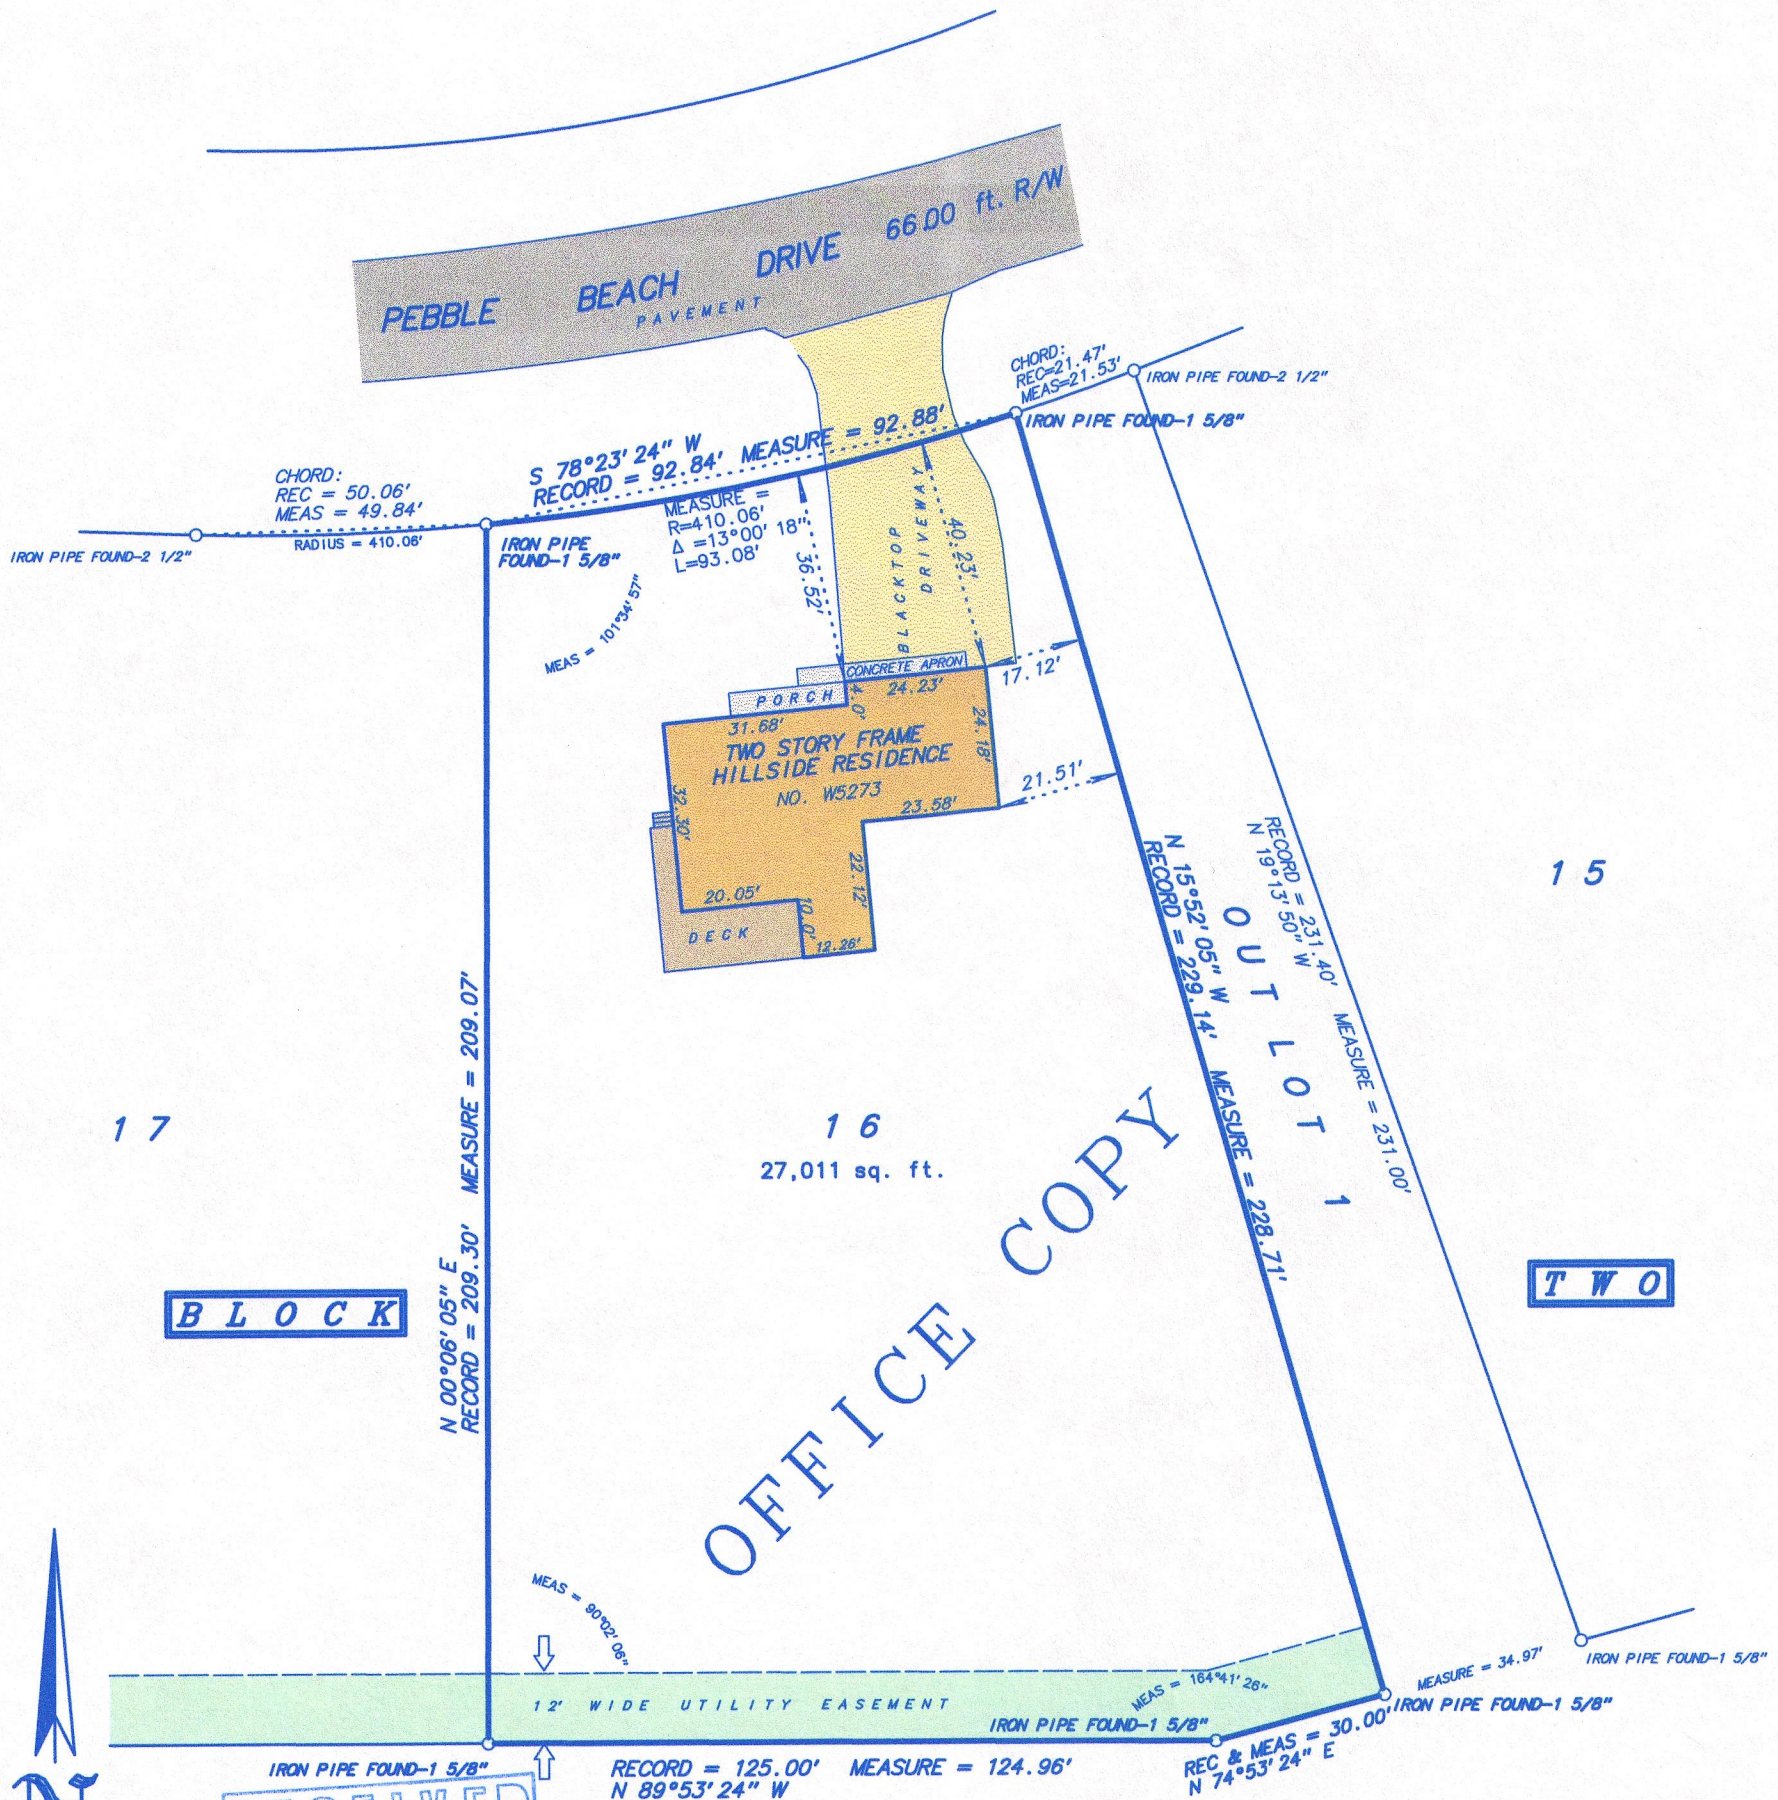 PEBBLE BEACH DRIVE 66.00 ft. R/W
PAVEMENT
CHORD:
REC=21.47'
MEAS=21.53'
IRON PIPE FOUND-2 1/2"
IRON PIPE FOUND-1 5/8"
S 78°23'24" W
RECORD = 92.84' MEASURE = 92.88'
CHORD:
REC = 50.06'
MEAS = 49.84'
RADIUS = 410.06'
IRON PIPE FOUND-2 1/2"
IRON PIPE
FOUND-1 5/8"
MEASURE =
R=410.06'
Δ =13°00'18"
L=93.08'
MEAS = 101°34'57"
36.52'
BLACKTOP
DRIVEWAY
40.23'
CONCRETE APRON
17.12'
PORCH
4.0'
24.23'
31.68'
24.18'
TWO STORY FRAME
HILLSIDE RESIDENCE
NO. W5273
21.51'
23.58'
32.30'
22.12'
20.05'
10.0'
DECK
12.26'
N 15°52'05" W
RECORD = 229.14' MEASURE = 228.71'
OUT LOT 1
RECORD = 231.40' MEASURE = 231.00'
N 19°13'50" W
15
17
16
27,011 sq. ft.
N 00°06'05" E
RECORD = 209.30' MEASURE = 209.07'
BLOCK
TWO
OFFICE COPY
MEAS = 90°02'06"
12' WIDE UTILITY EASEMENT
MEAS = 164°41'26"
MEASURE = 34.97'
IRON PIPE FOUND-1 5/8"
IRON PIPE FOUND-1 5/8"
IRON PIPE FOUND-1 5/8"
IRON PIPE FOUND-1 5/8"
RECORD = 125.00' MEASURE = 124.96'
N 89°53'24" W
REC & MEAS = 30.00'
N 74°53'24" E
N
RECEIVED